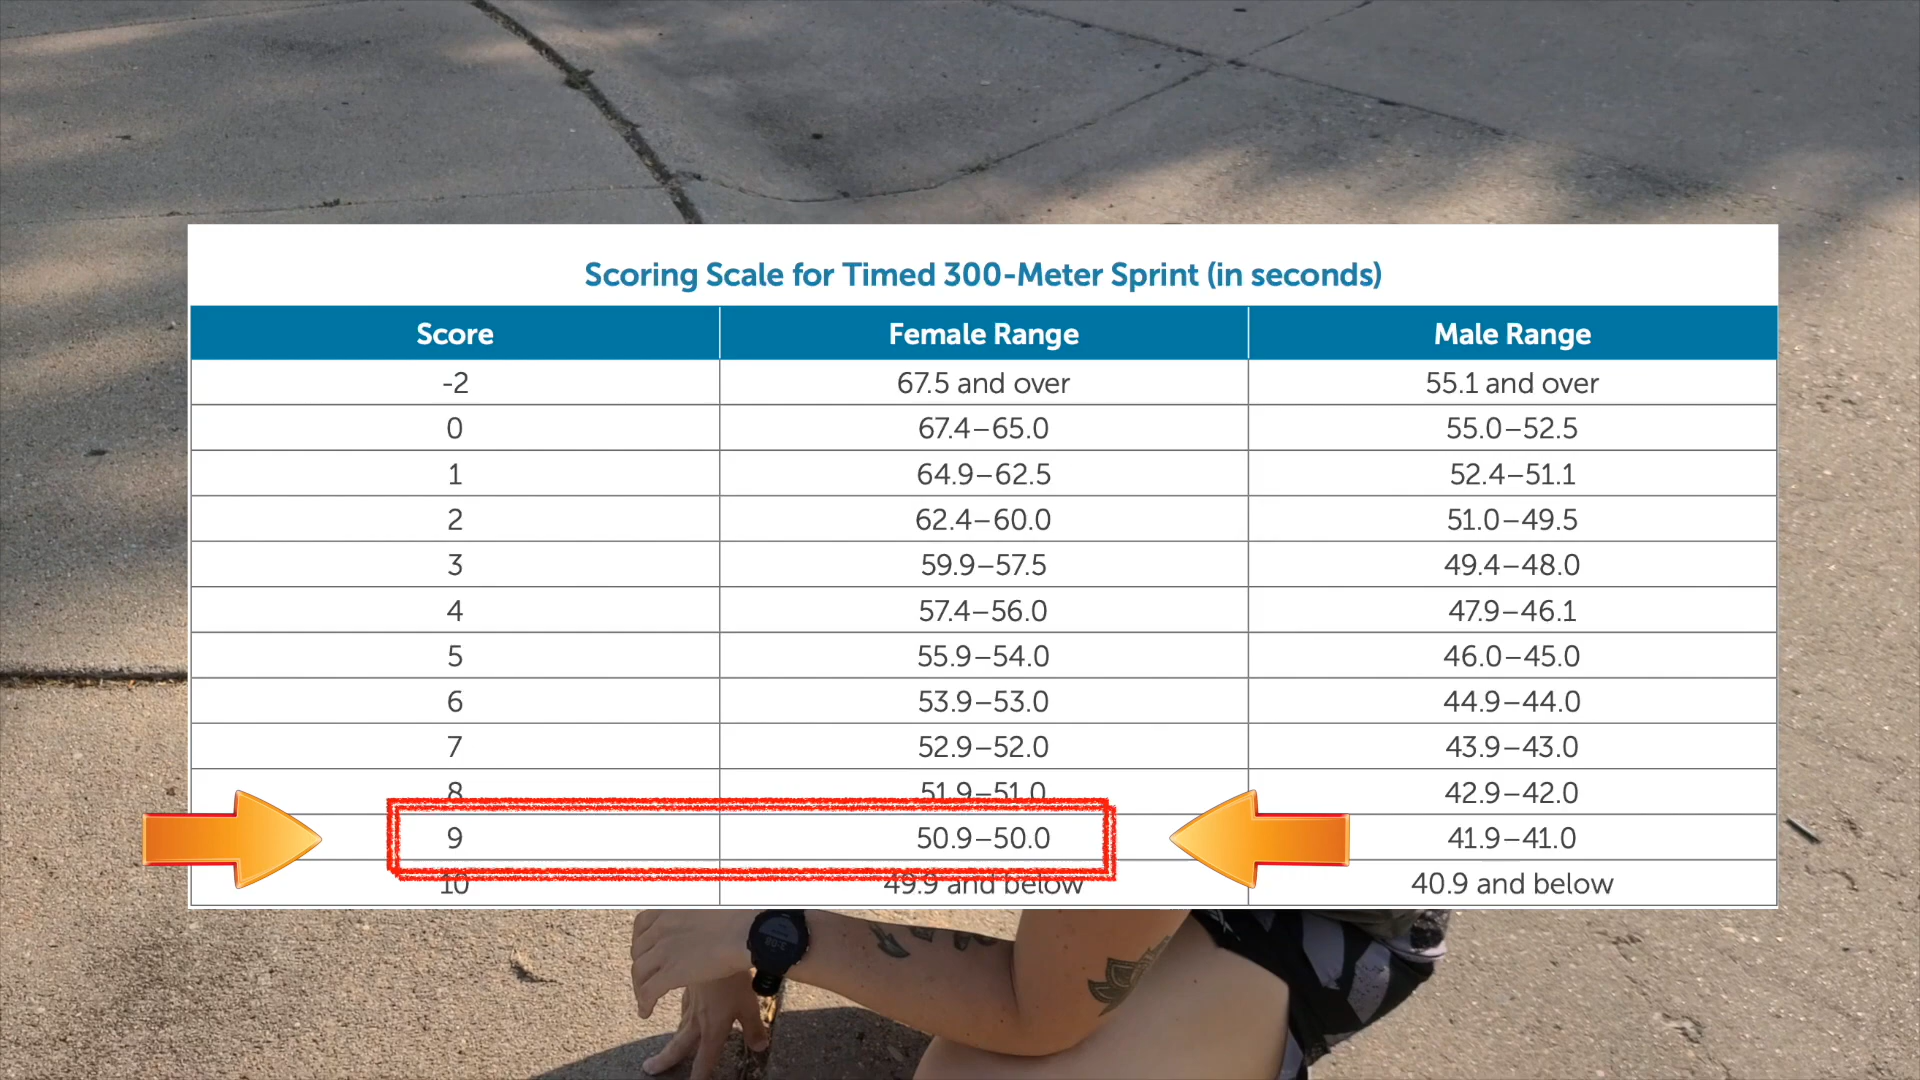 Scoring Scale for Timed 300-Meter Sprint (in seconds)
Score Female Range Male Range
-2 67.5 and over 55.1 and over
0 67.4–65.0 55.0–52.5
1 64.9–62.5 52.4–51.1
2 62.4–60.0 51.0–49.5
3 59.9–57.5 49.4–48.0
4 57.4–56.0 47.9–46.1
5 55.9–54.0 46.0–45.0
6 53.9–53.0 44.9–44.0
7 52.9–52.0 43.9–43.0
8 51.9–51.0 42.9–42.0
9 50.9–50.0 41.9–41.0
10 49.9 and below 40.9 and below